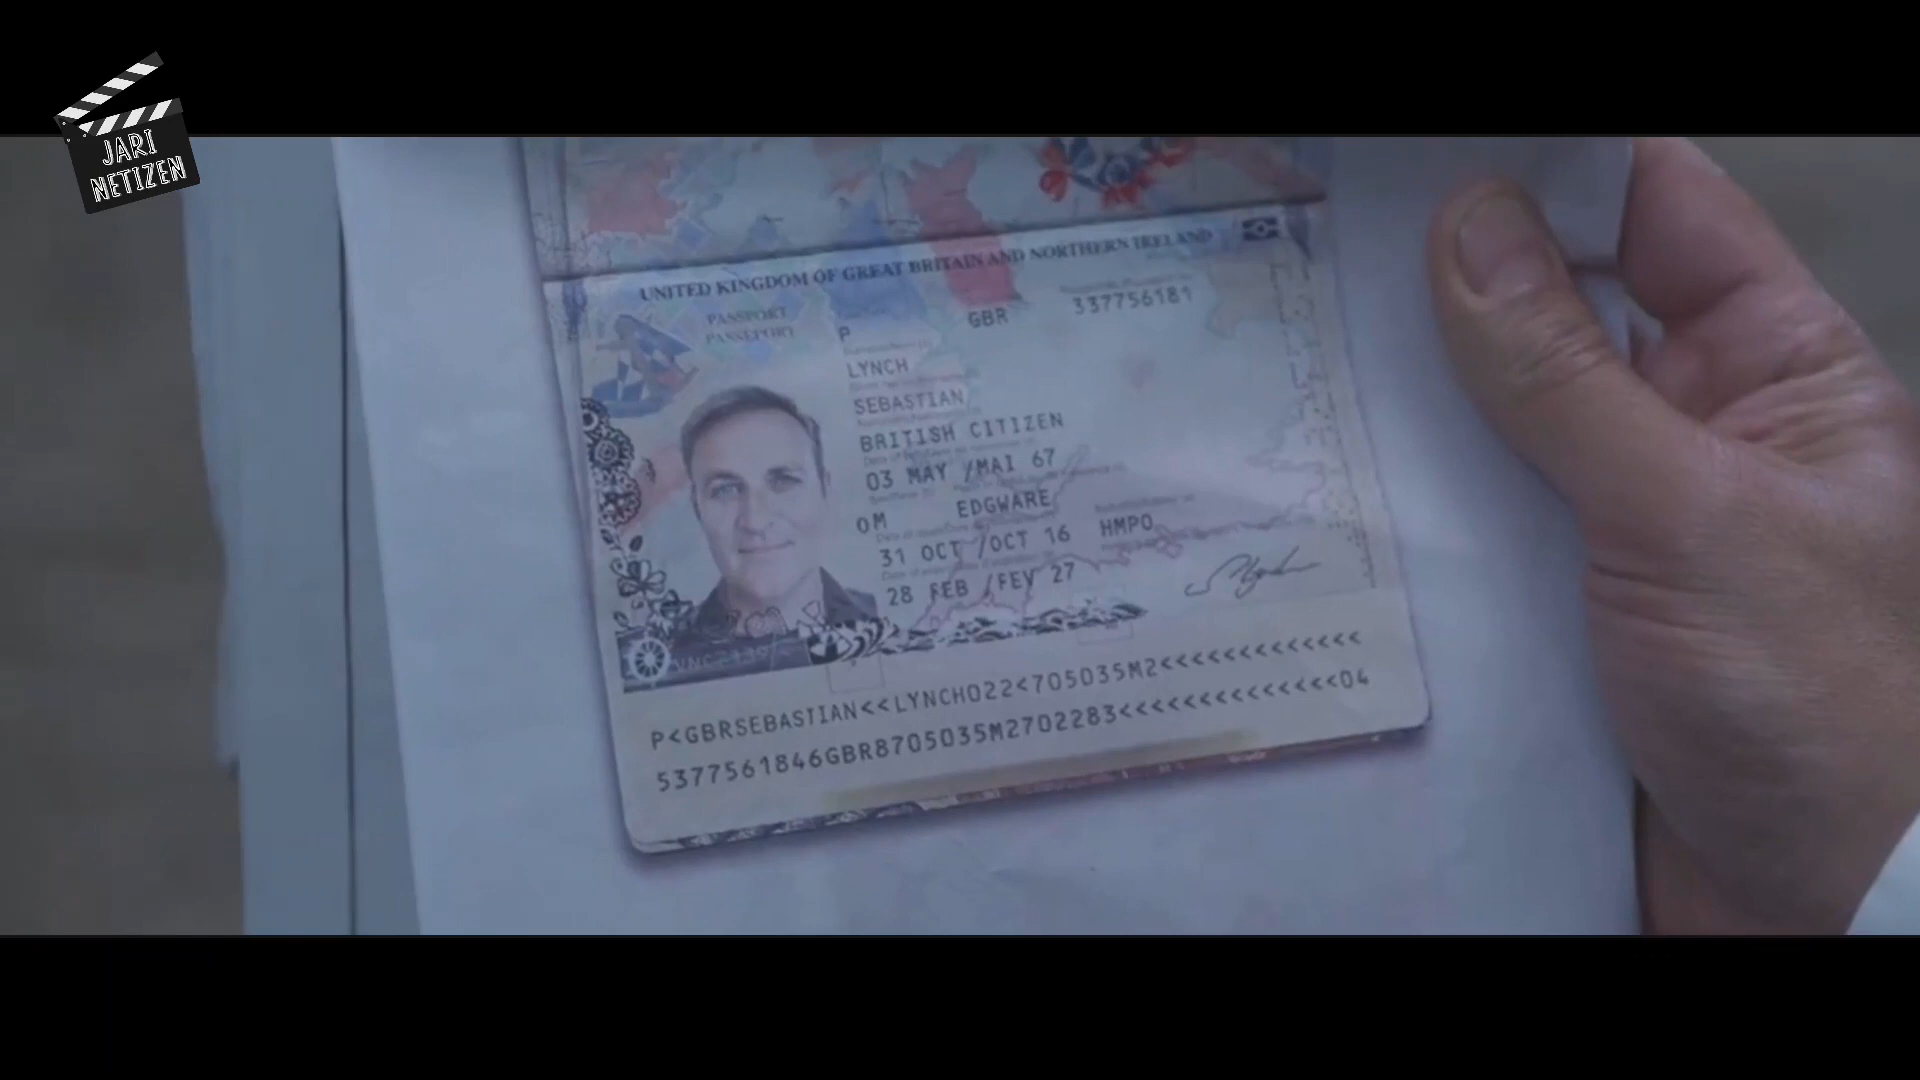 JARI
NETIZEN
UNITED KINGDOM OF GREAT BRITAIN AND NORTHERN IRELAND
PASSPORT
PASSEPORT
P GBR 337756181
LYNCH
SEBASTIAN
BRITISH CITIZEN
03 MAY /MAI 67
OM EDGWARE
31 OCT /OCT 16 HMPO
28 FEB /FEV 27
P<GBRSEBASTIAN<<LYNCH022<705035M2<<<<<<<<<<<<<
5377561846GBR8705035M2702283<<<<<<<<<<<<<<04